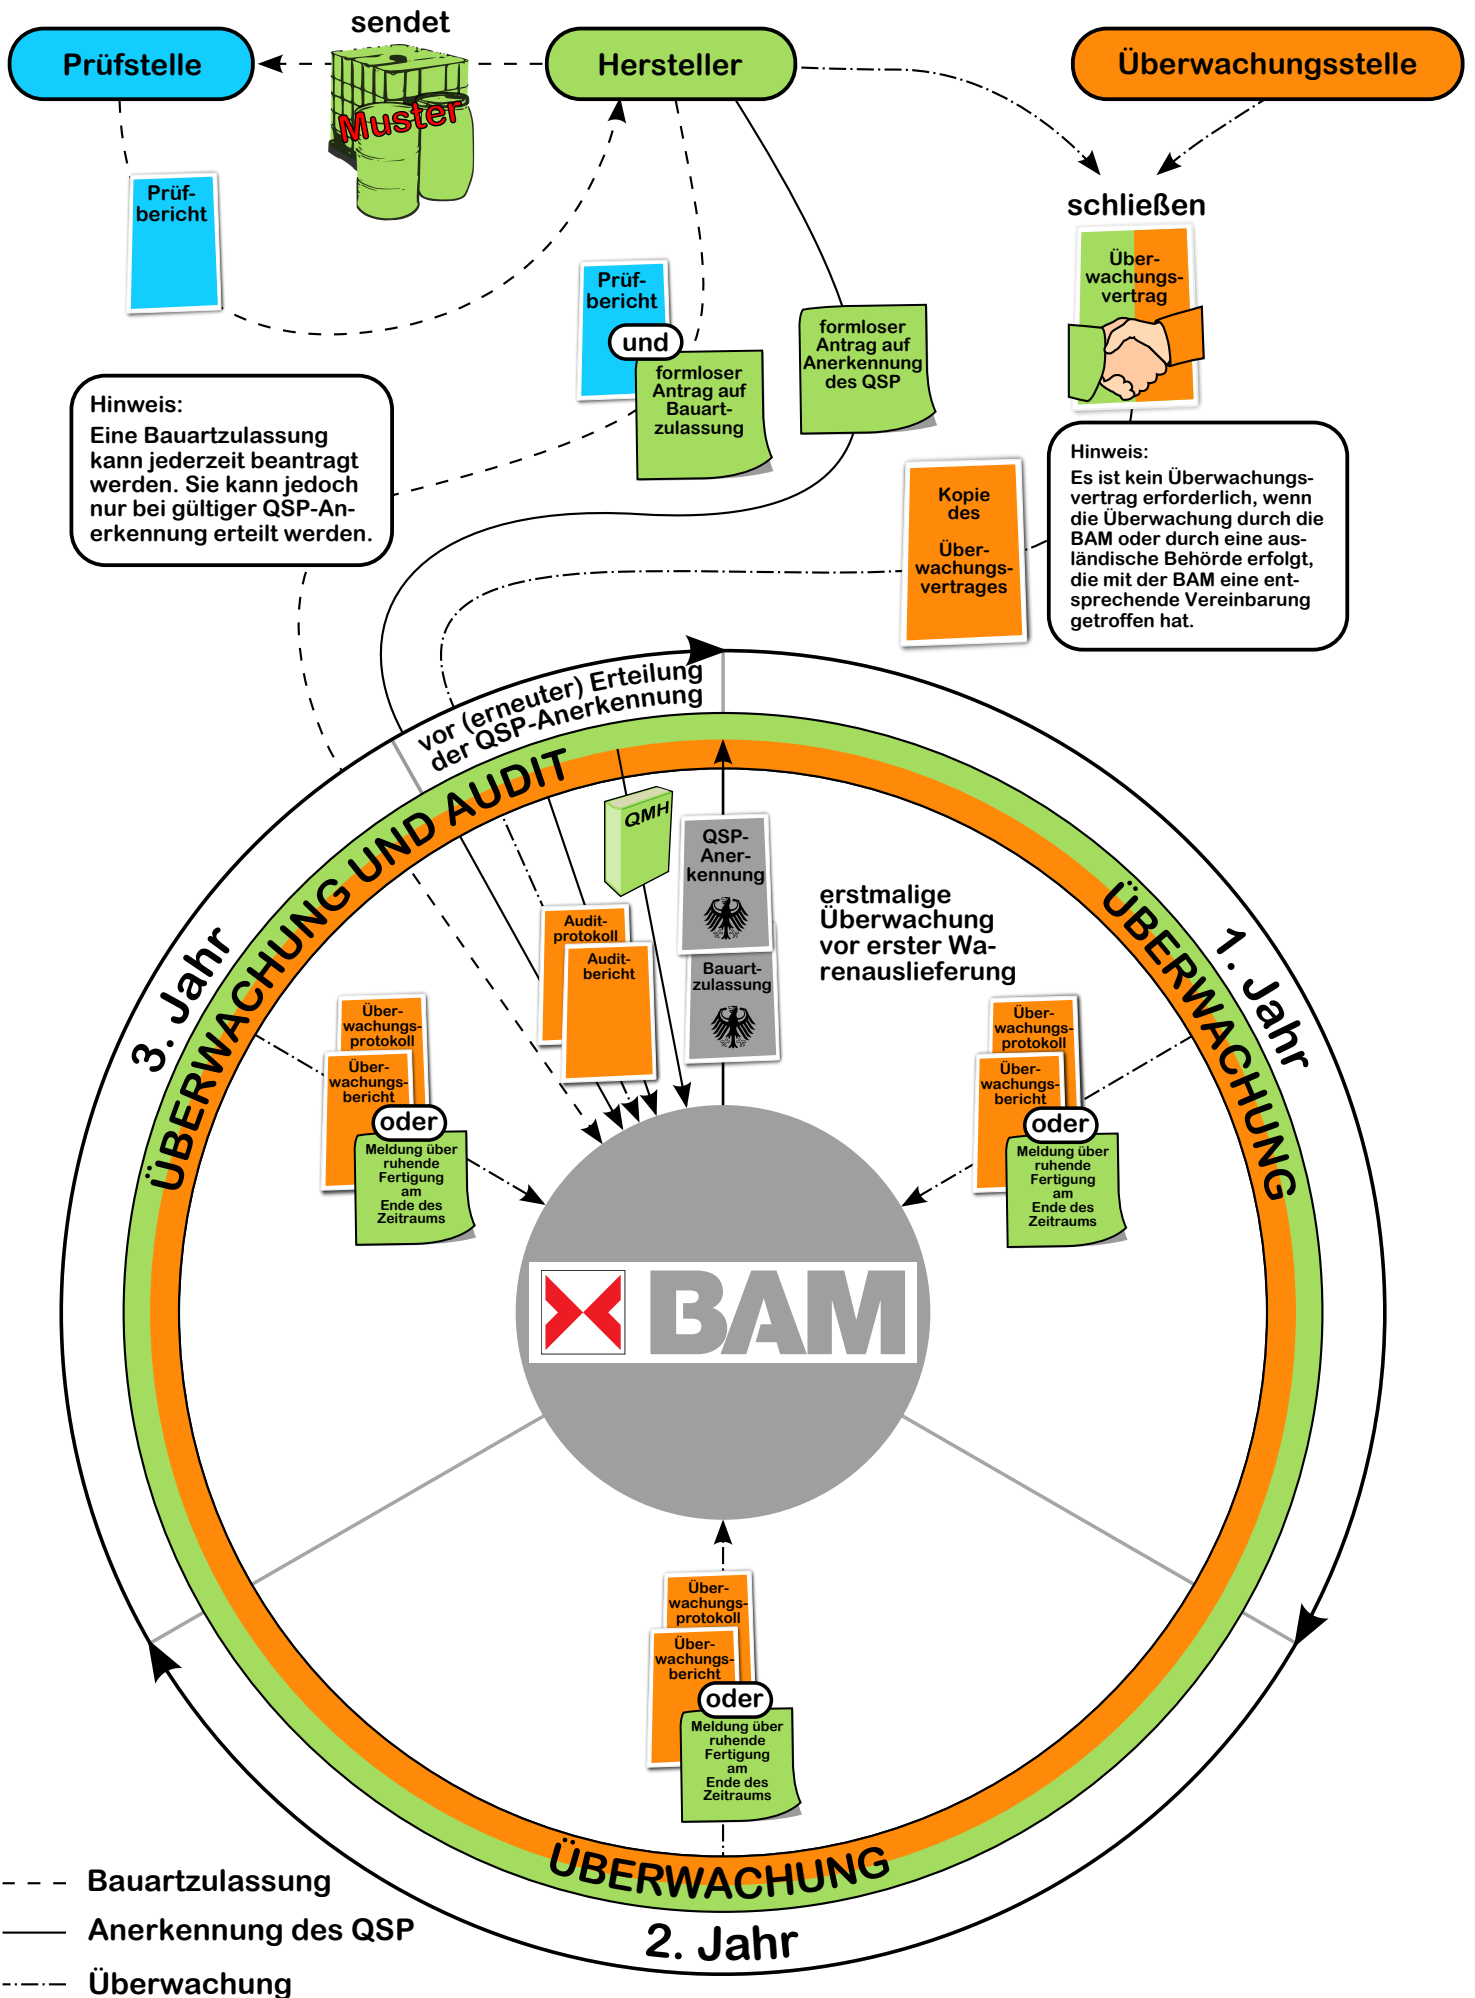 sendet
Prüfstelle
Hersteller
Überwachungsstelle
Muster
Prüf-
bericht
schließen
Über-
wachungs-
vertrag
Prüf-
bericht
und
formloser
Antrag auf
Bauart-
zulassung
formloser
Antrag auf
Anerkennung
des QSP
Hinweis:
Eine Bauartzulassung
kann jederzeit beantragt
werden. Sie kann jedoch
nur bei gültiger QSP-An-
erkennung erteilt werden.
Kopie
des
Über-
wachungs-
vertrages
Hinweis:
Es ist kein Überwachungs-
vertrag erforderlich, wenn
die Überwachung durch die
BAM oder durch eine aus-
ländische Behörde erfolgt,
die mit der BAM eine ent-
sprechende Vereinbarung
getroffen hat.
vor (erneuter) Erteilung
der QSP-Anerkennung
ÜBERWACHUNG UND AUDIT
3. Jahr
QMH
QSP-
Aner-
kennung
Bauart-
zulassung
Audit-
protokoll
Audit-
bericht
erstmalige
Überwachung
vor erster Wa-
renauslieferung
ÜBERWACHUNG
1. Jahr
Über-
wachungs-
protokoll
Über-
wachungs-
bericht
oder
Meldung über
ruhende
Fertigung
am
Ende des
Zeitraums
Über-
wachungs-
protokoll
Über-
wachungs-
bericht
oder
Meldung über
ruhende
Fertigung
am
Ende des
Zeitraums
BAM
Über-
wachungs-
protokoll
Über-
wachungs-
bericht
oder
Meldung über
ruhende
Fertigung
am
Ende des
Zeitraums
ÜBERWACHUNG
2. Jahr
Bauartzulassung
Anerkennung des QSP
Überwachung